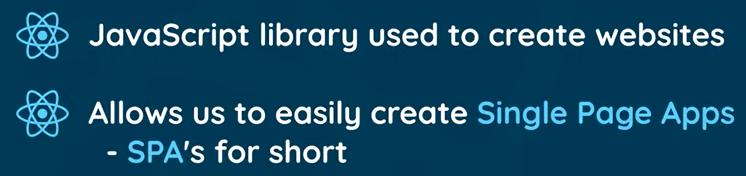 JavaScript library used to create websites
Allows us to easily create Single Page Apps
- SPA's for short